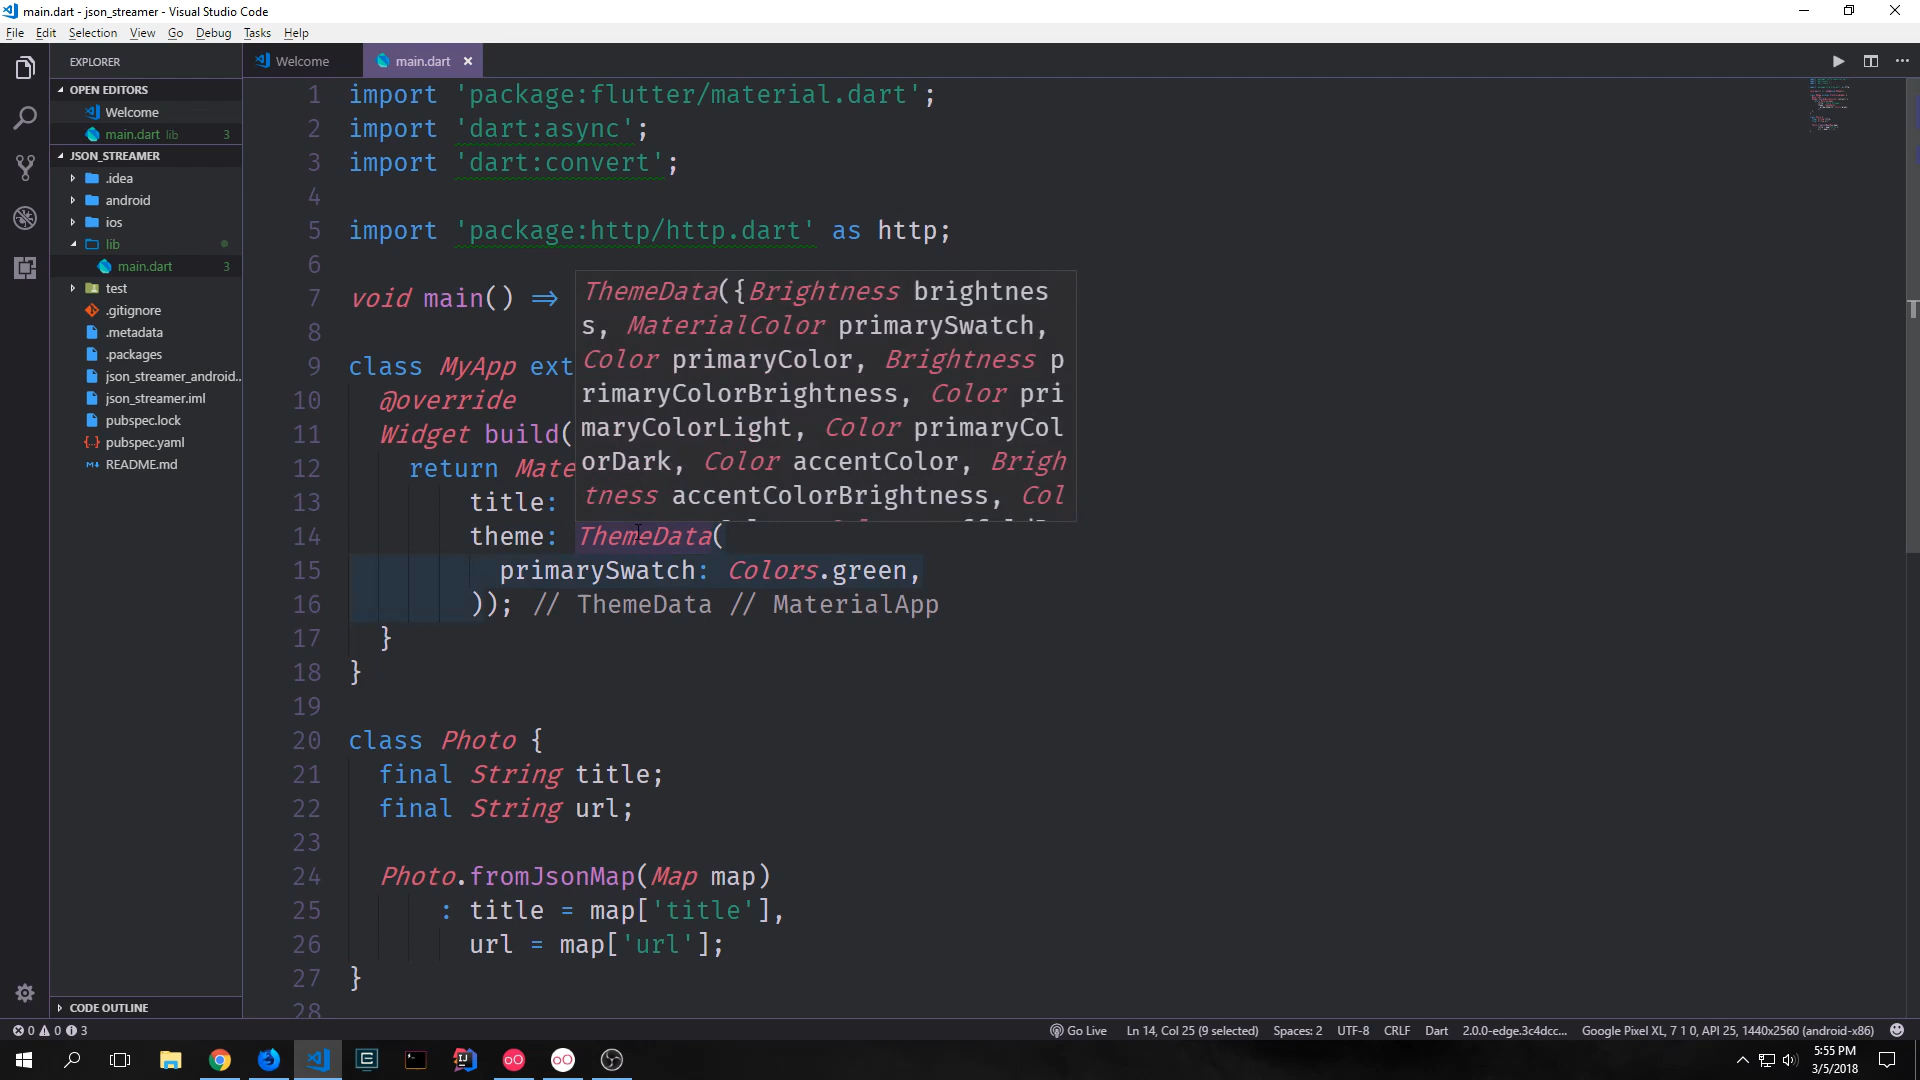 main.dart - json_streamer - Visual Studio Code
File Edit Selection View Go Debug Tasks Help
EXPLORER
OPEN EDITORS
Welcome
main.dart lib 3
JSON_STREAMER
.idea
android
ios
lib
main.dart 3
test
.gitignore
.metadata
.packages
json_streamer_android...
json_streamer.iml
pubspec.lock
pubspec.yaml
README.md
CODE OUTLINE
Welcome main.dart
1 import 'package:flutter/material.dart';
2 import 'dart:async';
3 import 'dart:convert';
4
5 import 'package:http/http.dart' as http;
6
7 void main() =>
8
9 class MyApp ext
10 @override
11 Widget build(
12 return Mate
13 title:
14 theme: ThemeData(
15 primarySwatch: Colors.green,
16 )); // ThemeData // MaterialApp
17 }
18 }
19
20 class Photo {
21 final String title;
22 final String url;
23
24 Photo.fromJsonMap(Map map)
25 : title = map['title'],
26 url = map['url'];
27 }
28
ThemeData({Brightness brightnes
s, MaterialColor primarySwatch,
Color primaryColor, Brightness p
rimaryColorBrightness, Color pri
maryColorLight, Color primaryCol
orDark, Color accentColor, Brigh
tness accentColorBrightness, Col
0 0 3
Go Live Ln 14, Col 25 (9 selected) Spaces: 2 UTF-8 CRLF Dart 2.0.0-edge.3c4dcc... Google Pixel XL, 7 1 0, API 25, 1440x2560 (android-x86)
5:55 PM
3/5/2018